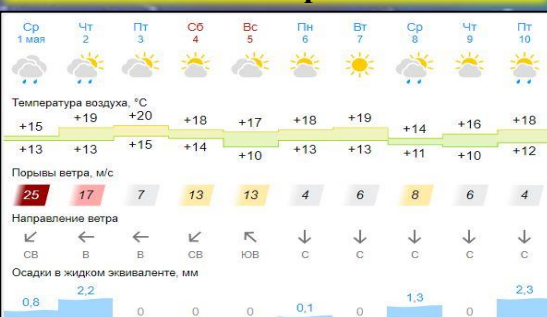 Ср Чт Пт Сб Вс Пн Вт Ср Чт Пт
1 мая 2 3 4 5 6 7 8 9 10
Температура воздуха, °C
+15 +19 +20 +18 +17 +18 +19 +14 +16 +18
+13 +13 +15 +14 +10 +13 +13 +11 +10 +12
Порывы ветра, м/с
25 17 7 13 13 4 6 8 6 4
Направление ветра
СВ В В СВ ЮВ С С С С С
Осадки в жидком эквиваленте, мм
0,8 2,2 0 0 0 0,1 0 1,3 0 2,3